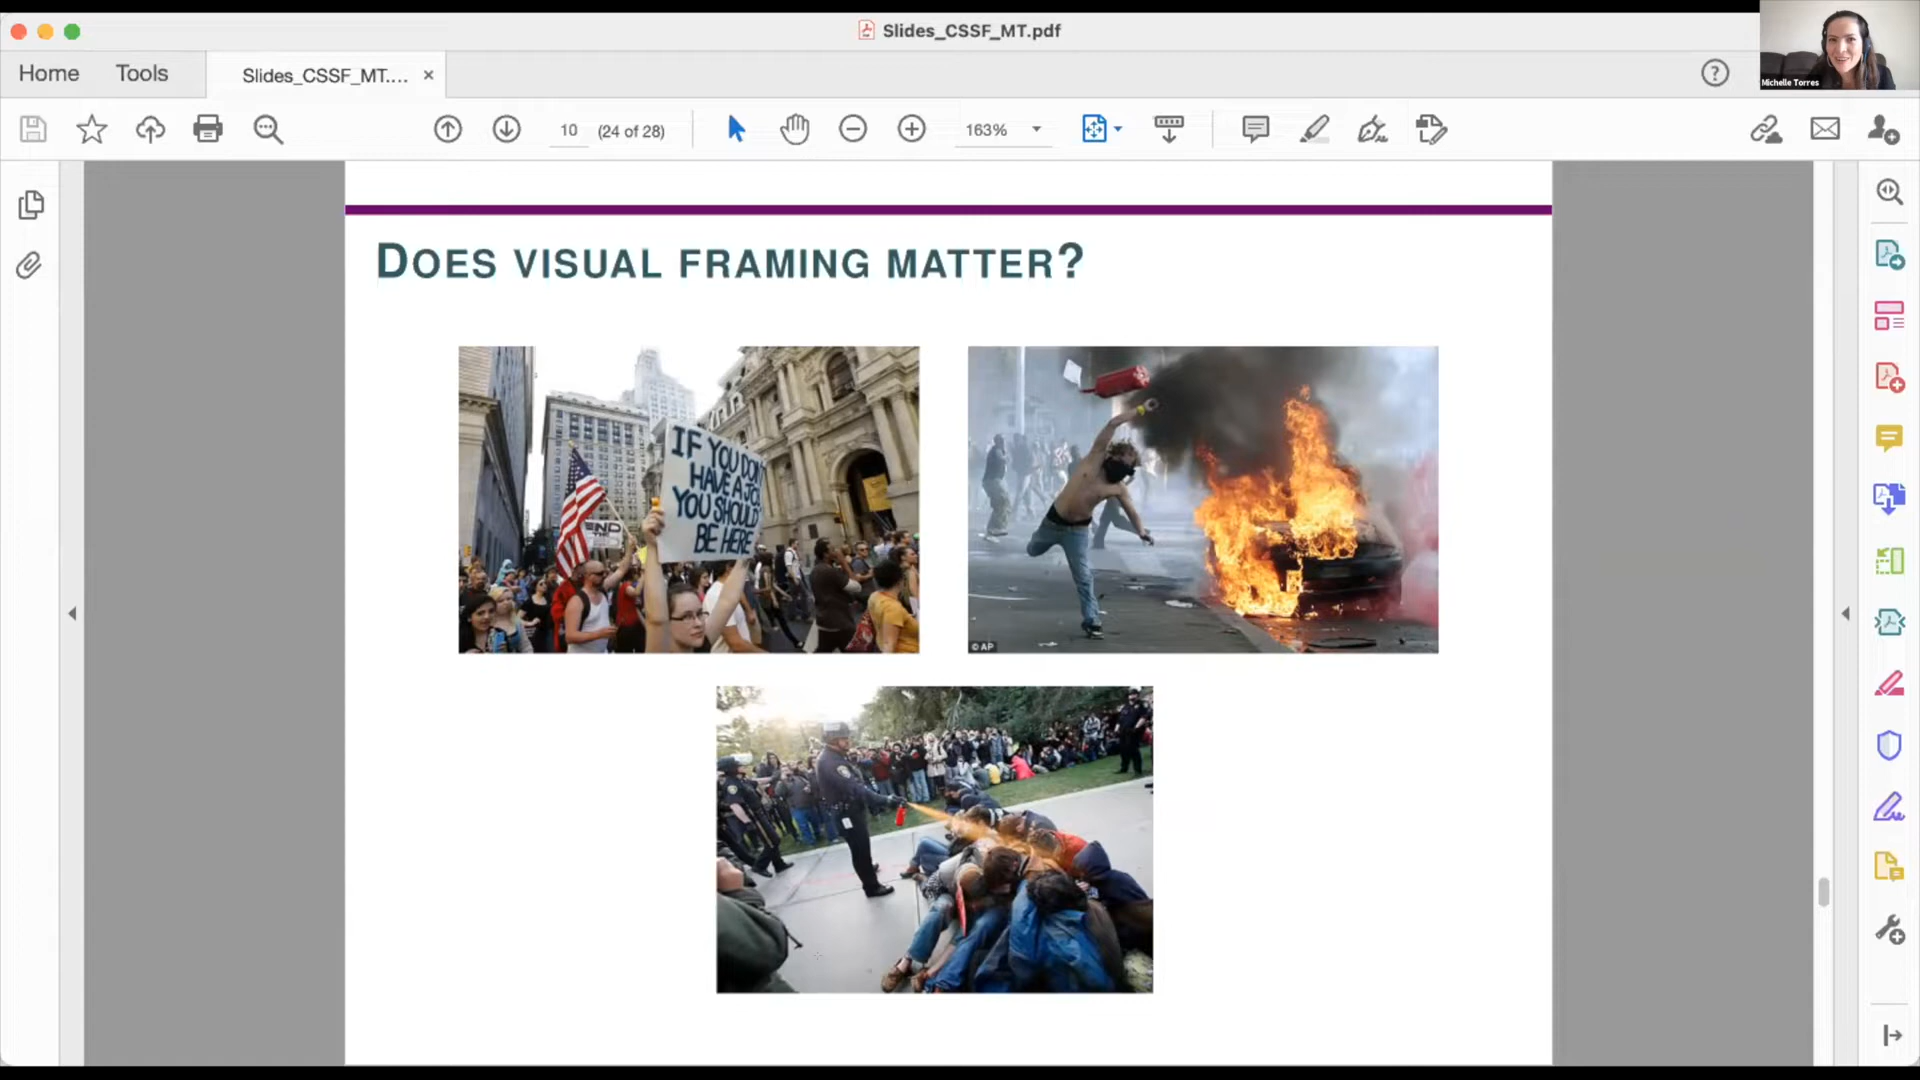 Slides_CSSF_MT.pdf
Home
Tools
Slides_CSSF_MT....
Michelle Torres
10
(24 of 28)
163%
DOES VISUAL FRAMING MATTER?
IF YOU DON'T
HAVE A JOB
YOU SHOULD
BE HERE
END
© AP